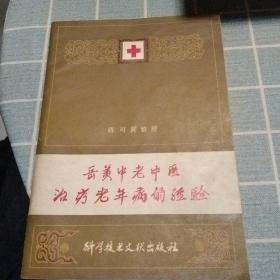 陈可冀整理
岳美中老中医
治疗老年病的经验
科学技术文献出版社